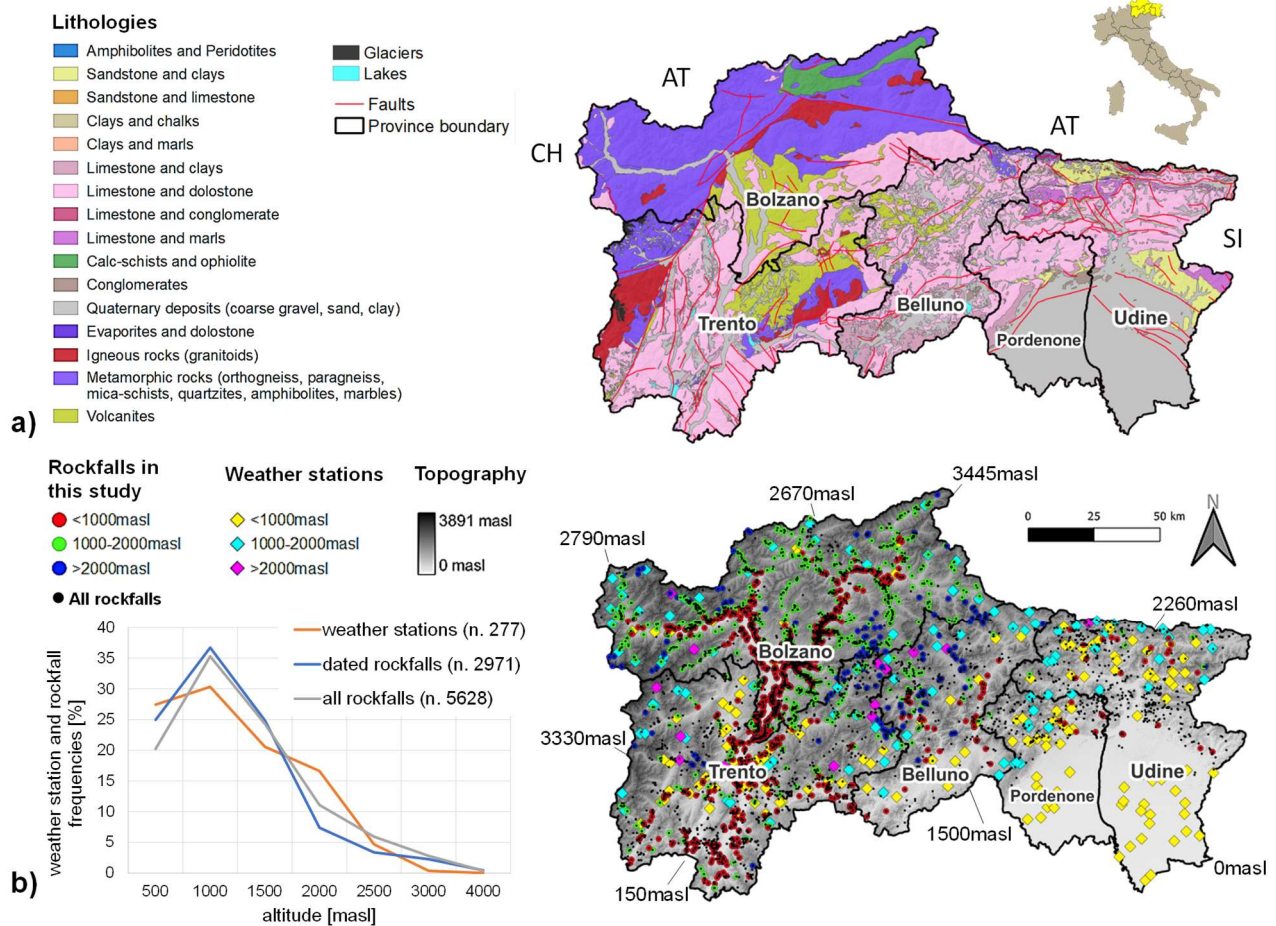 Lithologies
Amphibolites and Peridotites
Sandstone and clays
Sandstone and limestone
Clays and chalks
Clays and marls
Limestone and clays
Limestone and dolostone
Limestone and conglomerate
Limestone and marls
Calc-schists and ophiolite
Conglomerates
Quaternary deposits (coarse gravel, sand, clay)
Evaporites and dolostone
Igneous rocks (granitoids)
Metamorphic rocks (orthogneiss, paragneiss,
mica-schists, quartzites, amphibolites, marbles)
Volcanites
Glaciers
Lakes
Faults
Province boundary
a)
AT
CH
AT
SI
Bolzano
Trento
Belluno
Pordenone
Udine
Rockfalls in
this study
<1000masl
1000-2000masl
>2000masl
All rockfalls
Weather stations
<1000masl
1000-2000masl
>2000masl
Topography
3891 masl
0 masl
weather station and rockfall
frequencies [%]
40
35
30
25
20
15
10
5
0
500 1000 1500 2000 2500 3000 4000
altitude [masl]
weather stations (n. 277)
dated rockfalls (n. 2971)
all rockfalls (n. 5628)
b)
2790masl
2670masl
3445masl
2260masl
3330masl
150masl
1500masl
0masl
0 25 50 km
N
Bolzano
Trento
Belluno
Pordenone
Udine